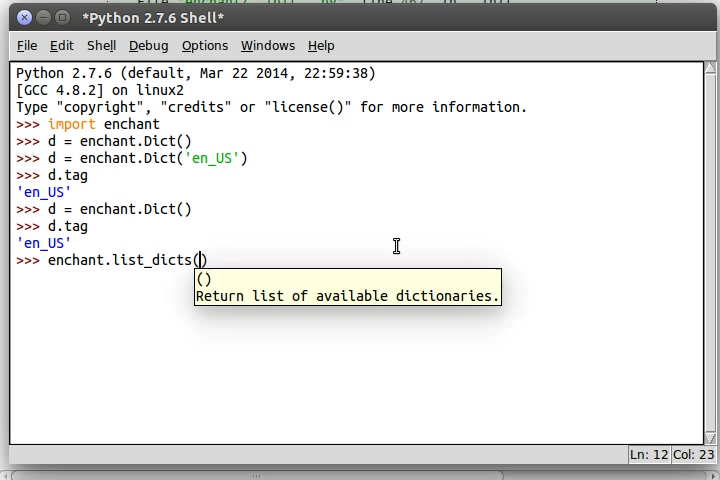 *Python 2.7.6 Shell*
File Edit Shell Debug Options Windows Help
Python 2.7.6 (default, Mar 22 2014, 22:59:38)
[GCC 4.8.2] on linux2
Type "copyright", "credits" or "license()" for more information.
>>> import enchant
>>> d = enchant.Dict()
>>> d = enchant.Dict('en_US')
>>> d.tag
'en_US'
>>> d = enchant.Dict()
>>> d.tag
'en_US'
>>> enchant.list_dicts()
()
Return list of available dictionaries.
Ln: 12 Col: 23